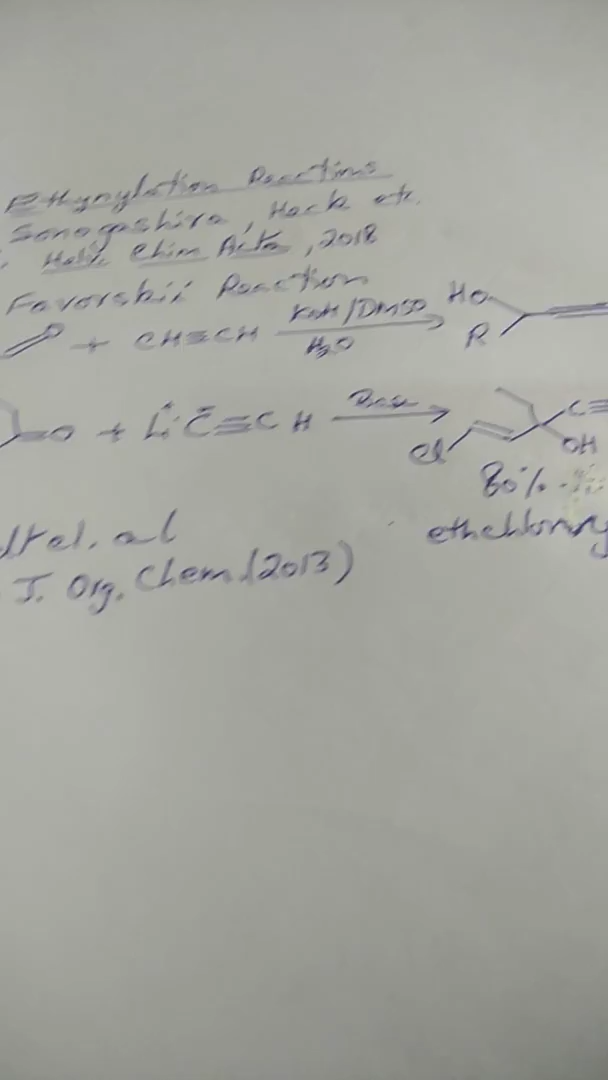 Ethynylation Reactions
Sonogashira, Heck etc.
Helv Chim Acta, 2018
Favorskii Reaction
+ CH≡CH KOH/DMSO H₂O HO R
=O + Li C≡CH Base Cl C≡ OH
80%
et. al
J. Org. Chem. (2013)